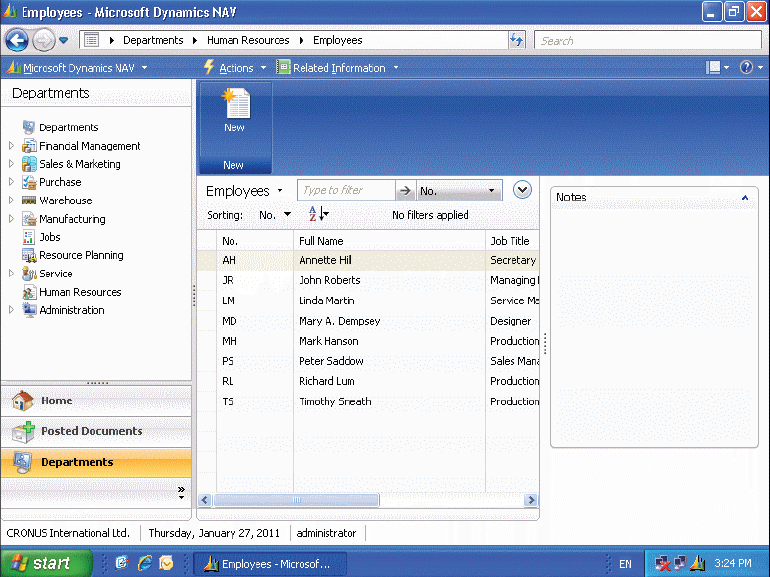 Employees - Microsoft Dynamics NAV
Departments Human Resources Employees Search
Microsoft Dynamics NAV Actions Related Information
Departments
Departments
Financial Management
Sales & Marketing
Purchase
Warehouse
Manufacturing
Jobs
Resource Planning
Service
Human Resources
Administration
Home
Posted Documents
Departments
New
New
Employees Type to filter No.
Sorting: No. No filters applied
No. Full Name Job Title
AH Annette Hill Secretary
JR John Roberts Managing
LM Linda Martin Service Ma
MD Mary A. Dempsey Designer
MH Mark Hanson Production
PS Peter Saddow Sales Mana
RL Richard Lum Production
TS Timothy Sneath Production
Notes
CRONUS International Ltd. Thursday, January 27, 2011 administrator
start Employees - Microsof... EN 3:24 PM